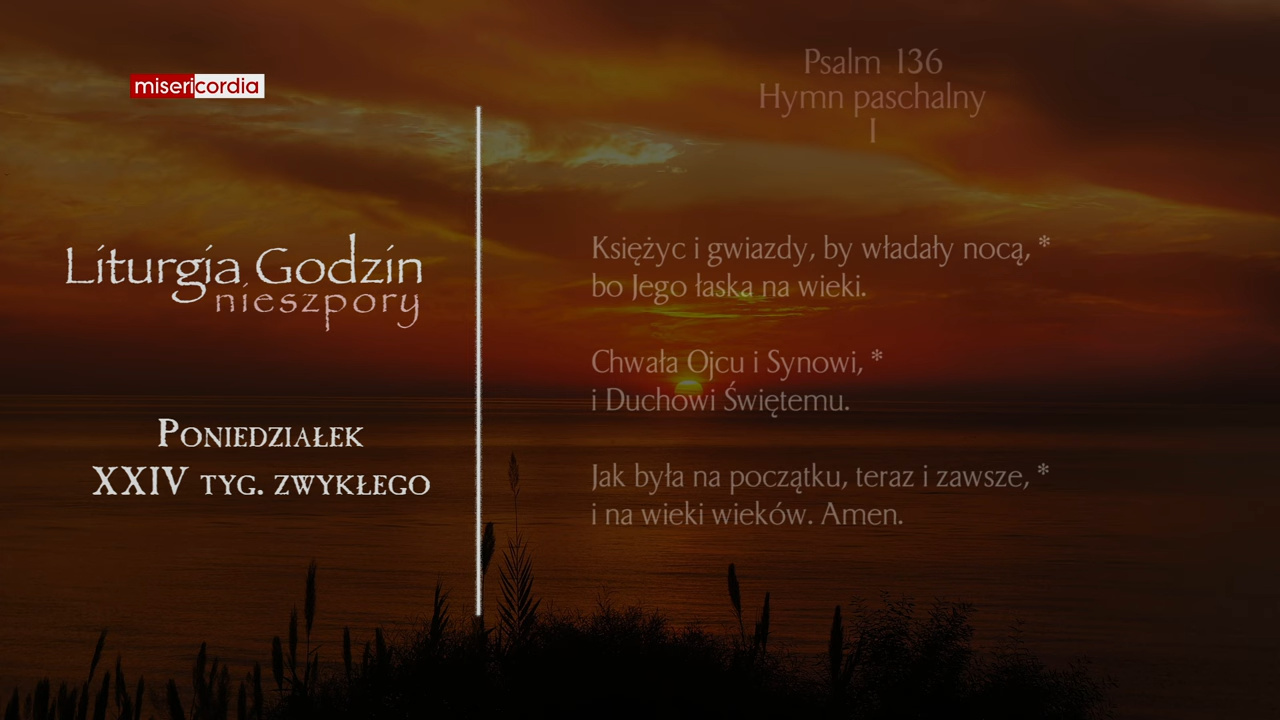 misericordia
Liturgia Godzin
nieszpory
Poniedziałek
XXIV tyg. zwykłego
Psalm 136
Hymn paschalny
I
Księżyc i gwiazdy, by władały nocą, *
bo Jego łaska na wieki.
Chwała Ojcu i Synowi, *
i Duchowi Świętemu.
Jak była na początku, teraz i zawsze, *
i na wieki wieków. Amen.